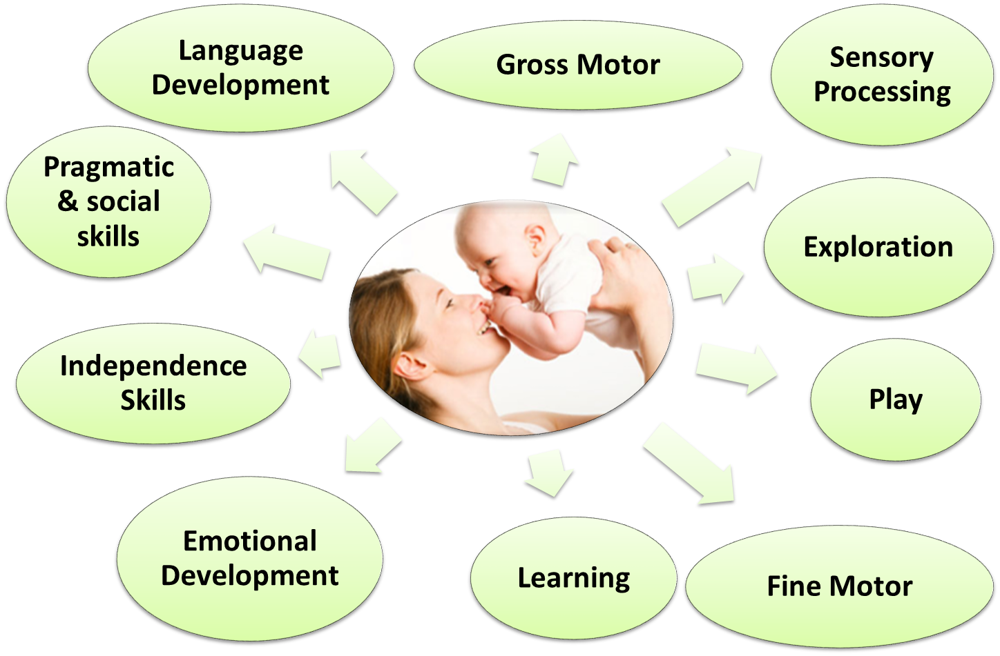 Language
Development
Gross Motor
Sensory
Processing
Pragmatic
& social
skills
Exploration
Independence
Skills
Play
Emotional
Development
Learning
Fine Motor